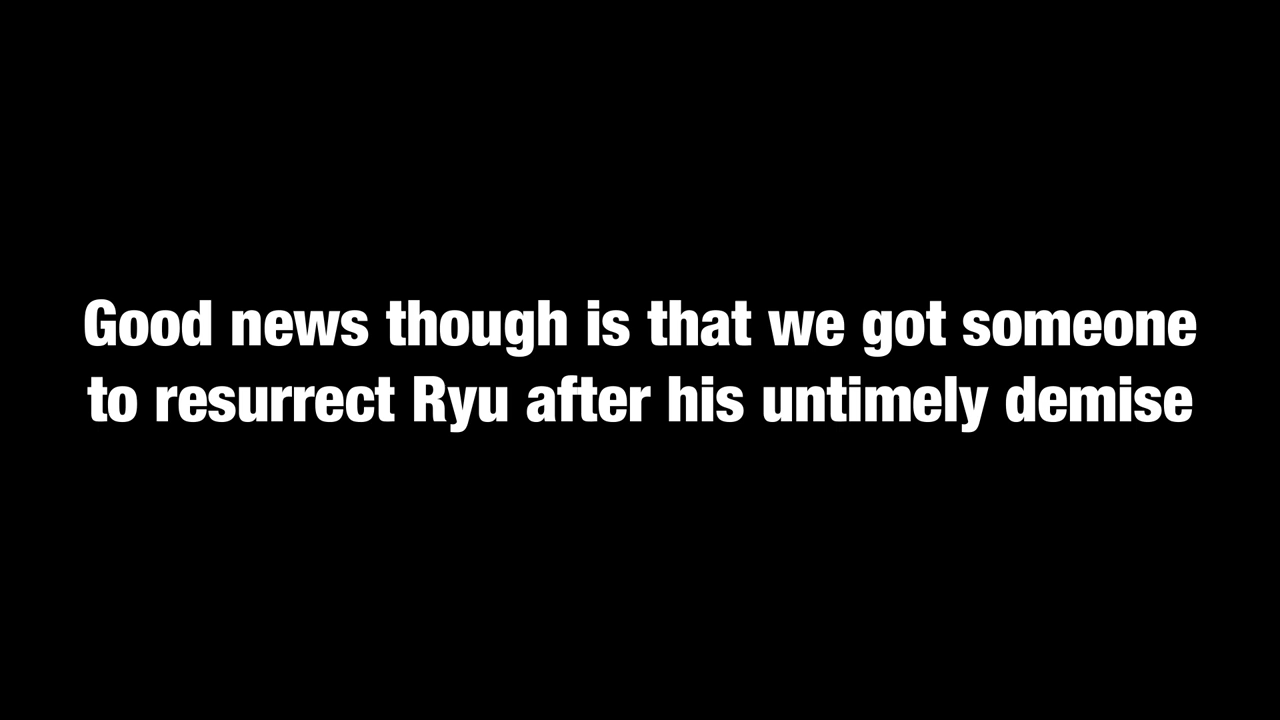 Good news though is that we got someone
to resurrect Ryu after his untimely demise